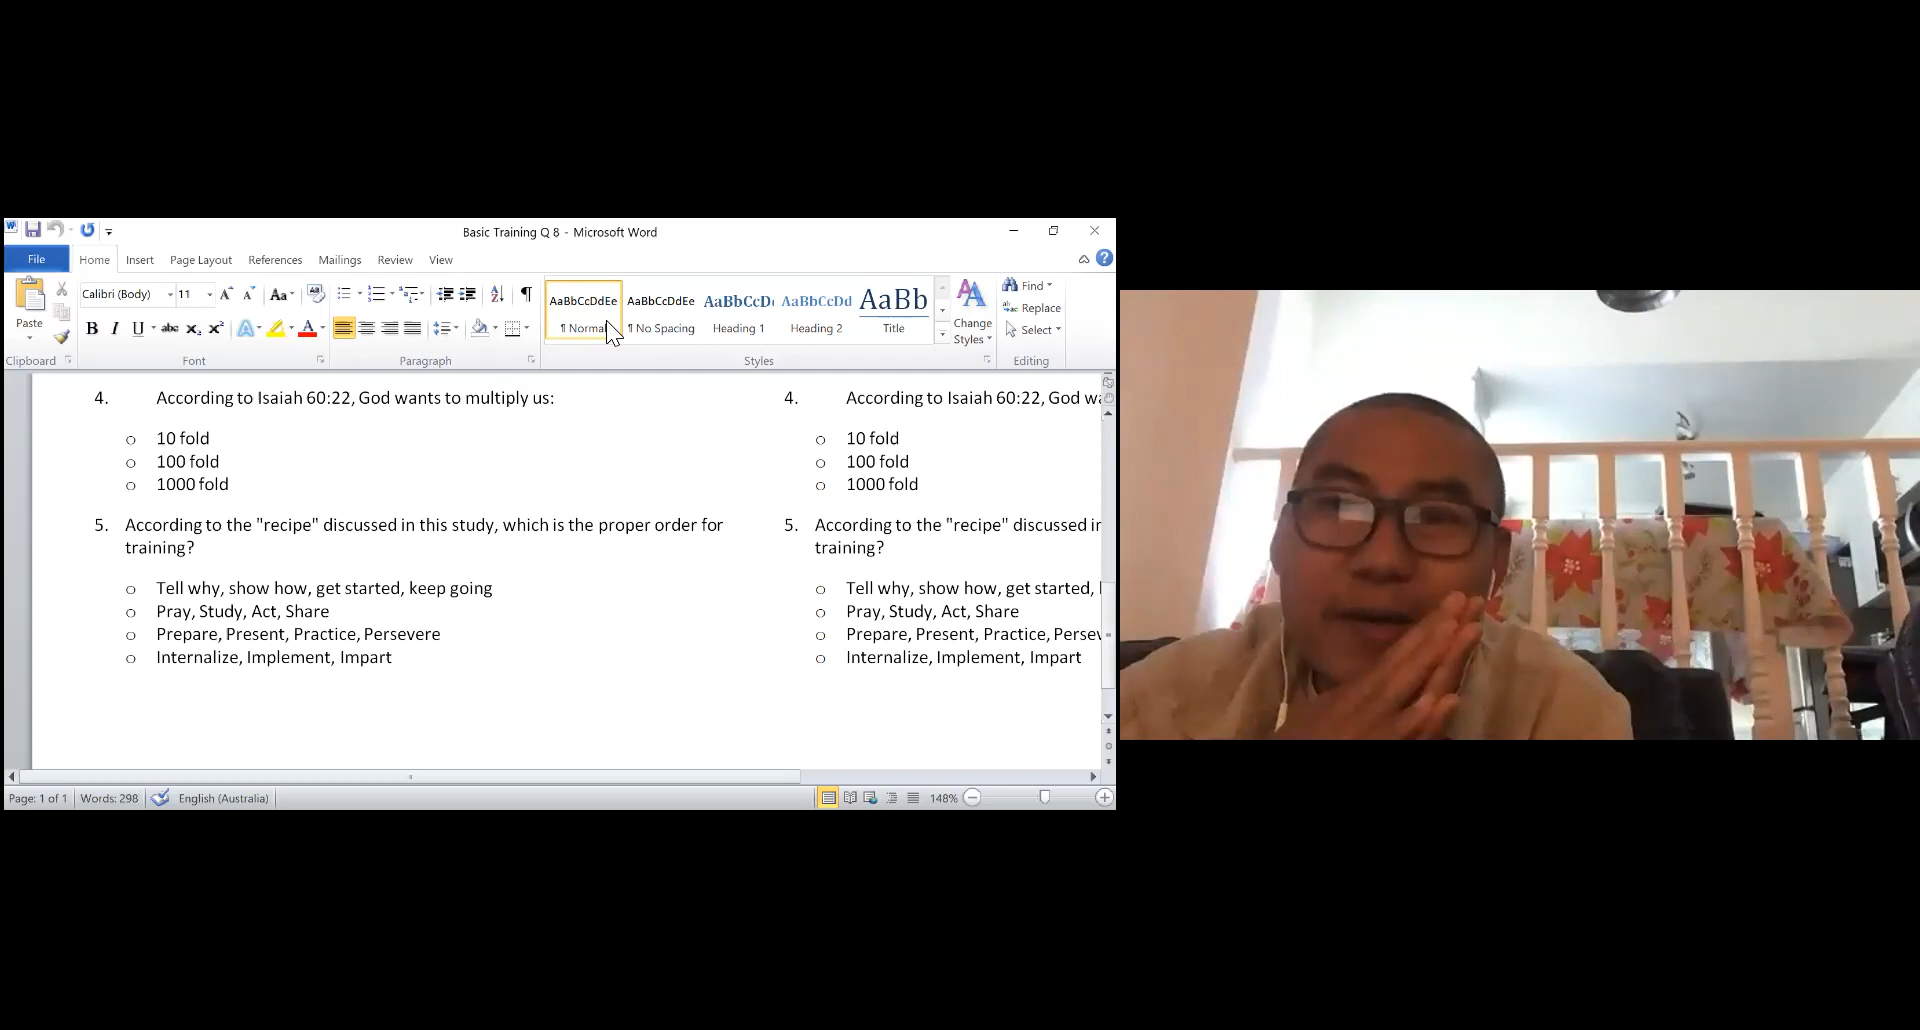 Basic Training Q 8 - Microsoft Word
File Home Insert Page Layout References Mailings Review View
Calibri (Body) 11
Paste
AaBbCcDdEe AaBbCcDdEe AaBbCcD AaBbCcDd AaBb
¶ Normal ¶ No Spacing Heading 1 Heading 2 Title
Change Styles
Find
Replace
Select
Clipboard Font Paragraph Styles Editing
4. According to Isaiah 60:22, God wants to multiply us:
o 10 fold
o 100 fold
o 1000 fold
5. According to the "recipe" discussed in this study, which is the proper order for
training?
o Tell why, show how, get started, keep going
o Pray, Study, Act, Share
o Prepare, Present, Practice, Persevere
o Internalize, Implement, Impart
4. According to Isaiah 60:22, God wa
o 10 fold
o 100 fold
o 1000 fold
5. According to the "recipe" discussed in
training?
o Tell why, show how, get started,
o Pray, Study, Act, Share
o Prepare, Present, Practice, Persev
o Internalize, Implement, Impart
Page: 1 of 1 Words: 298 English (Australia) 148%